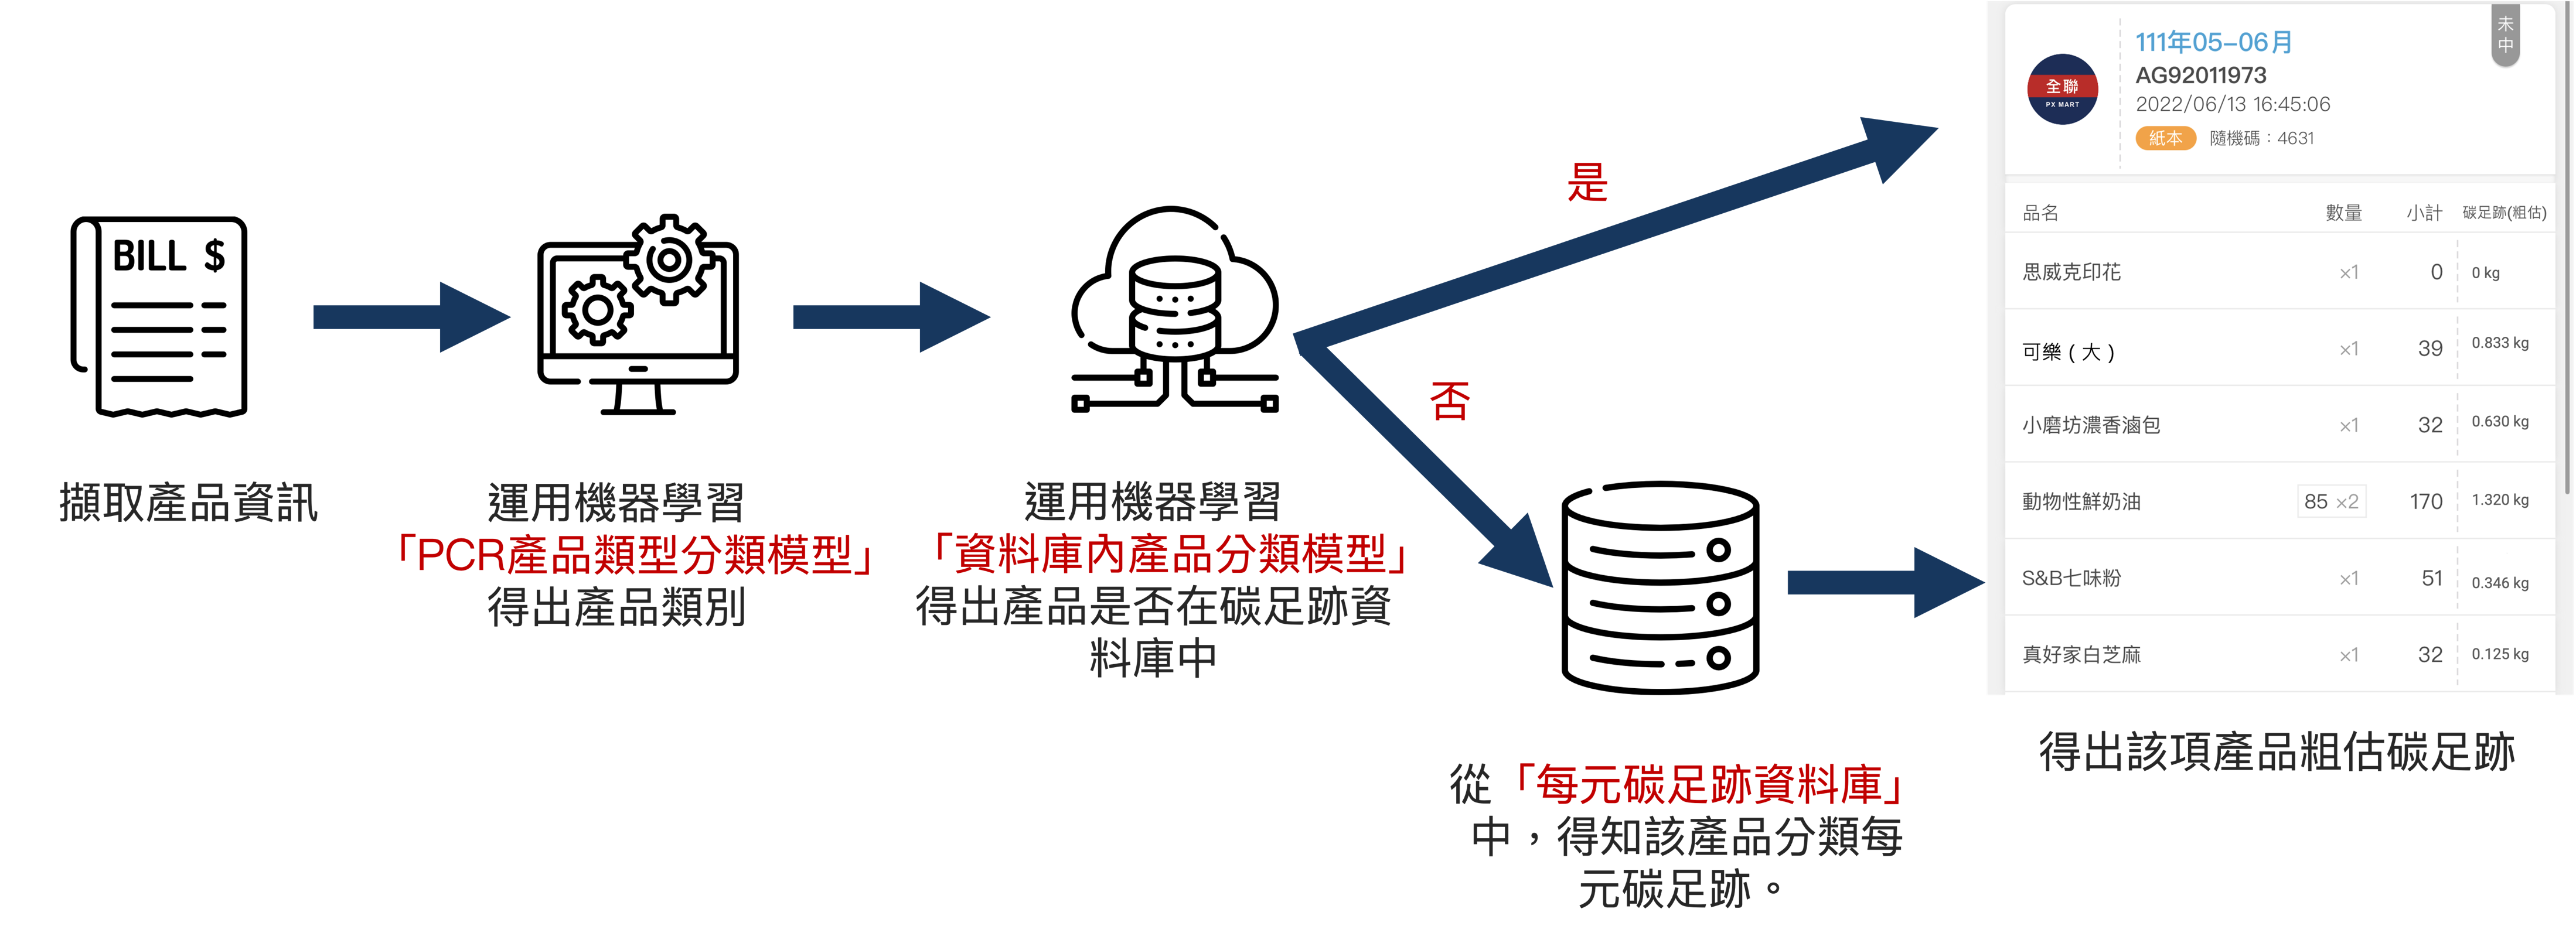 BILL $
擷取產品資訊
運用機器學習
「PCR產品類型分類模型」
得出產品類別
運用機器學習
「資料庫內產品分類模型」
得出產品是否在碳足跡資
料庫中
是
否
從「每元碳足跡資料庫」
中，得知該產品分類每
元碳足跡。
未中
全聯
PX MART
111年05–06月
AG92011973
2022/06/13 16:45:06
紙本 隨機碼：4631
品名 數量 小計 碳足跡(粗估)
思威克印花 ×1 0 0 kg
可樂（大） ×1 39 0.833 kg
小磨坊濃香滷包 ×1 32 0.630 kg
動物性鮮奶油 85 ×2 170 1.320 kg
S&B七味粉 ×1 51 0.346 kg
真好家白芝麻 ×1 32 0.125 kg
得出該項產品粗估碳足跡